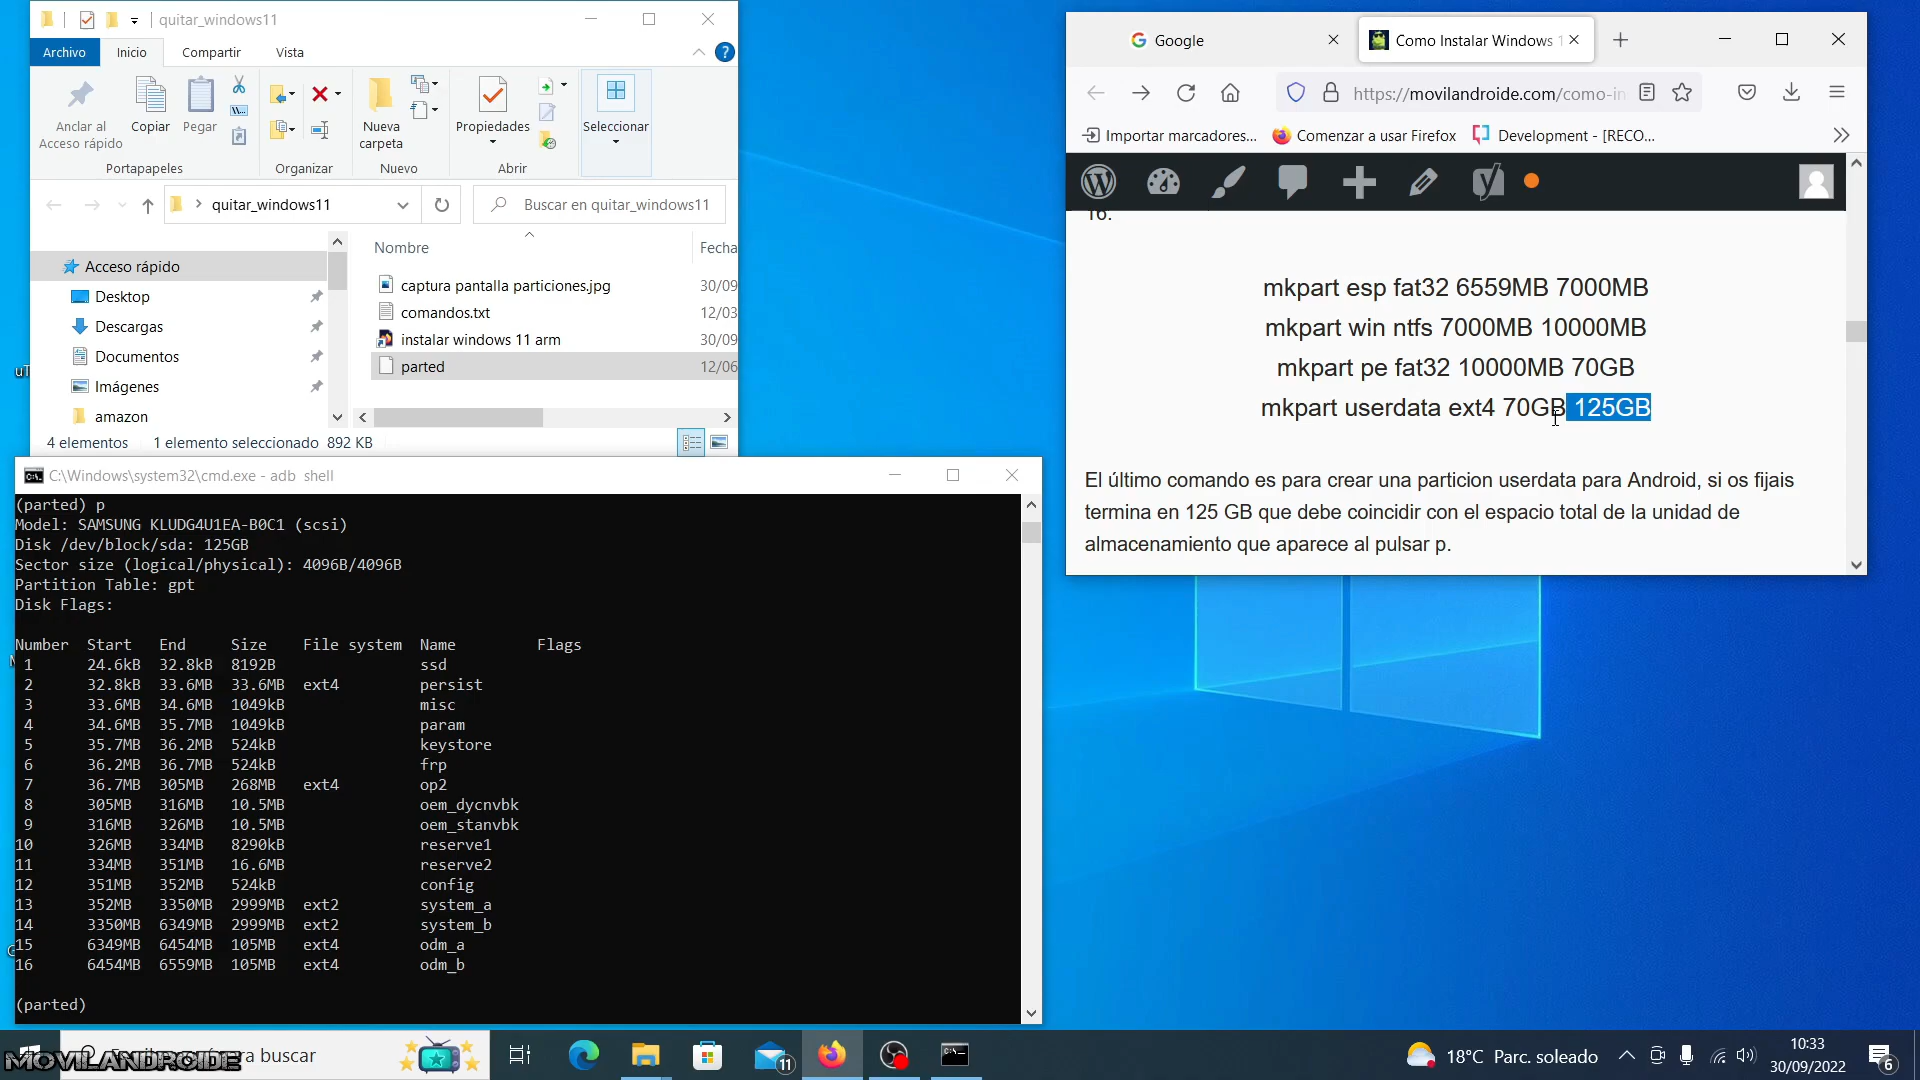 quitar_windows11
Archivo
Inicio
Compartir
Vista
Anclar al
Acceso rápido
Copiar
Pegar
Nueva
carpeta
Propiedades
Seleccionar
Portapapeles
Organizar
Nuevo
Abrir
quitar_windows11
Buscar en quitar_windows11
Nombre
Fecha
Acceso rápido
Desktop
Descargas
Documentos
Imágenes
amazon
captura pantalla particiones.jpg 30/09
comandos.txt 12/03
instalar windows 11 arm 30/09
parted 12/06
4 elementos 1 elemento seleccionado 892 KB
C:\Windows\system32\cmd.exe - adb shell
(parted) p
Model: SAMSUNG KLUDG4U1EA-B0C1 (scsi)
Disk /dev/block/sda: 125GB
Sector size (logical/physical): 4096B/4096B
Partition Table: gpt
Disk Flags:
Number Start End Size File system Name Flags
1 24.6kB 32.8kB 8192B ssd
2 32.8kB 33.6MB 33.6MB ext4 persist
3 33.6MB 34.6MB 1049kB misc
4 34.6MB 35.7MB 1049kB param
5 35.7MB 36.2MB 524kB keystore
6 36.2MB 36.7MB 524kB frp
7 36.7MB 305MB 268MB ext4 op2
8 305MB 316MB 10.5MB oem_dycnvbk
9 316MB 326MB 10.5MB oem_stanvbk
10 326MB 334MB 8290kB reserve1
11 334MB 351MB 16.6MB reserve2
12 351MB 352MB 524kB config
13 352MB 3350MB 2999MB ext2 system_a
14 3350MB 6349MB 2999MB ext2 system_b
15 6349MB 6454MB 105MB ext4 odm_a
16 6454MB 6559MB 105MB ext4 odm_b
(parted)
Google
Como Instalar Windows 1
https://movilandroide.com/como-in
Importar marcadores...
Comenzar a usar Firefox
Development - [RECO...
16.
mkpart esp fat32 6559MB 7000MB
mkpart win ntfs 7000MB 10000MB
mkpart pe fat32 10000MB 70GB
mkpart userdata ext4 70GB 125GB
El último comando es para crear una particion userdata para Android, si os fijais
termina en 125 GB que debe coincidir con el espacio total de la unidad de
almacenamiento que aparece al pulsar p.
MOVILANDROIDE
para buscar
11
18°C Parc. soleado
10:33
30/09/2022
6